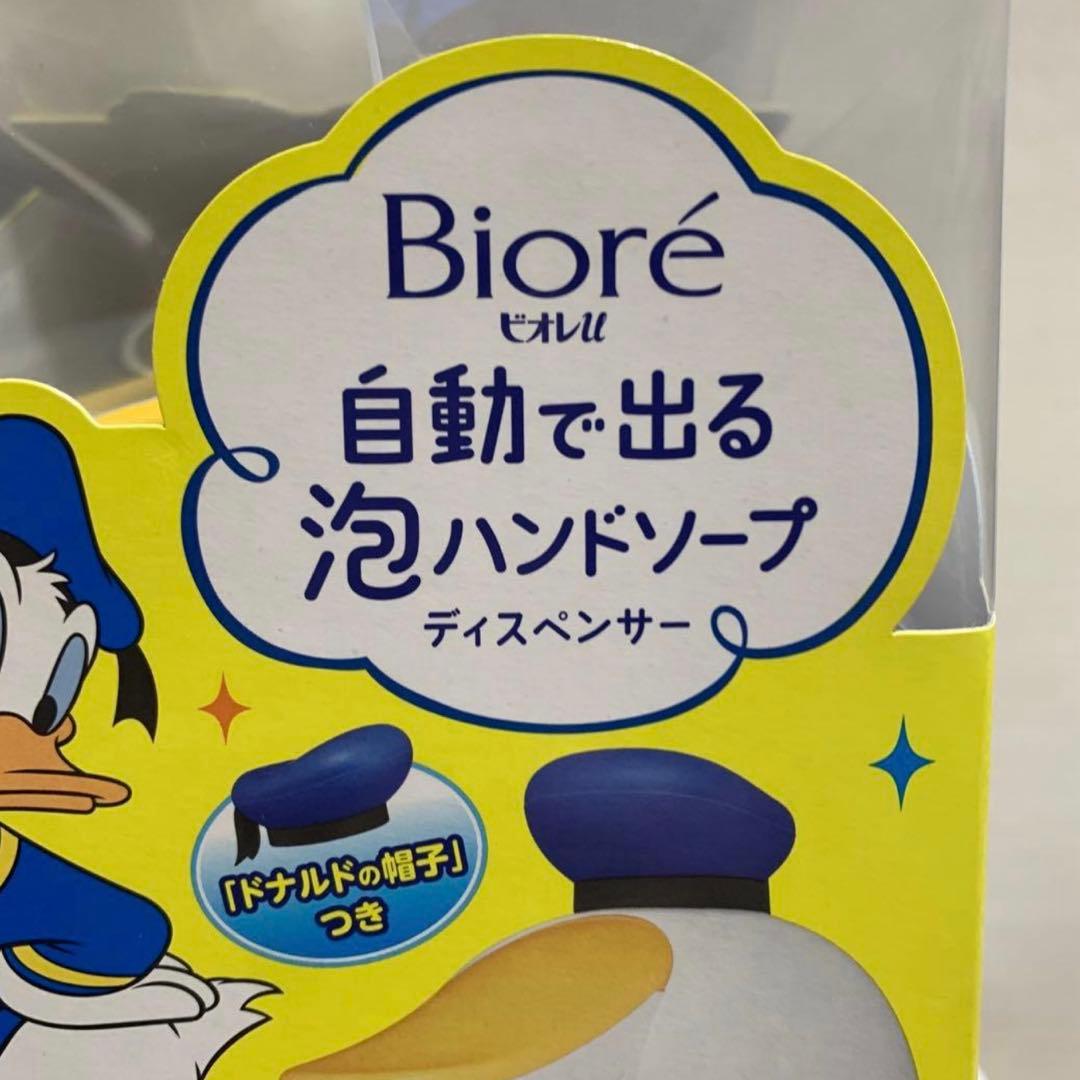 Bioré
ビオレu
自動で出る
泡ハンドソープ
ディスペンサー
「ドナルドの帽子」
つき